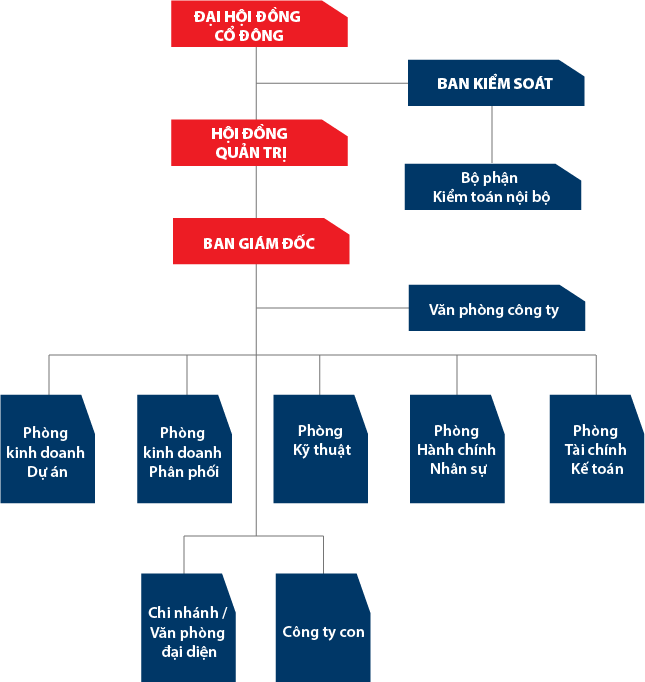 ĐẠI HỘI ĐỒNG
CỔ ĐÔNG
BAN KIỂM SOÁT
HỘI ĐỒNG
QUẢN TRỊ
Bộ phận
Kiểm toán nội bộ
BAN GIÁM ĐỐC
Văn phòng công ty
Phòng
kinh doanh
Dự án
Phòng
kinh doanh
Phân phối
Phòng
Kỹ thuật
Phòng
Hành chính
Nhân sự
Phòng
Tài chính
Kế toán
Chi nhánh /
Văn phòng
đại diện
Công ty con